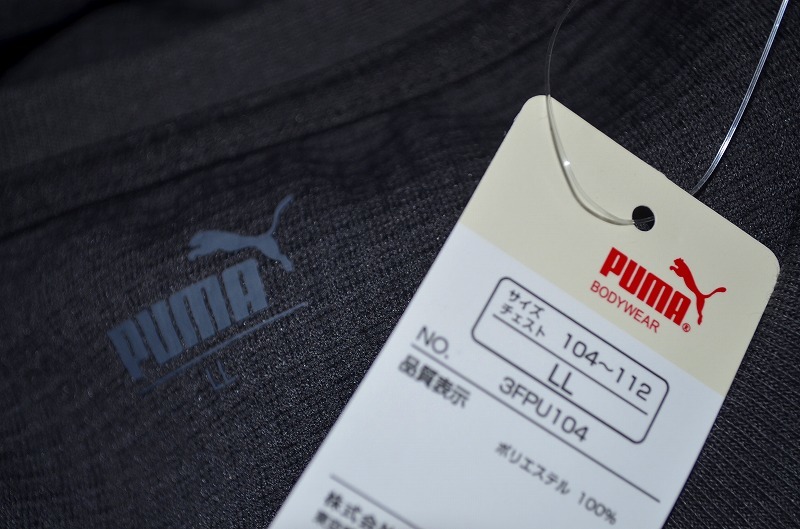 PUMA
LL
PUMA®
BODYWEAR
サイズ
チェスト 104〜112
LL
NO. 3FPU104
品質表示
ポリエステル 100%
株式会社